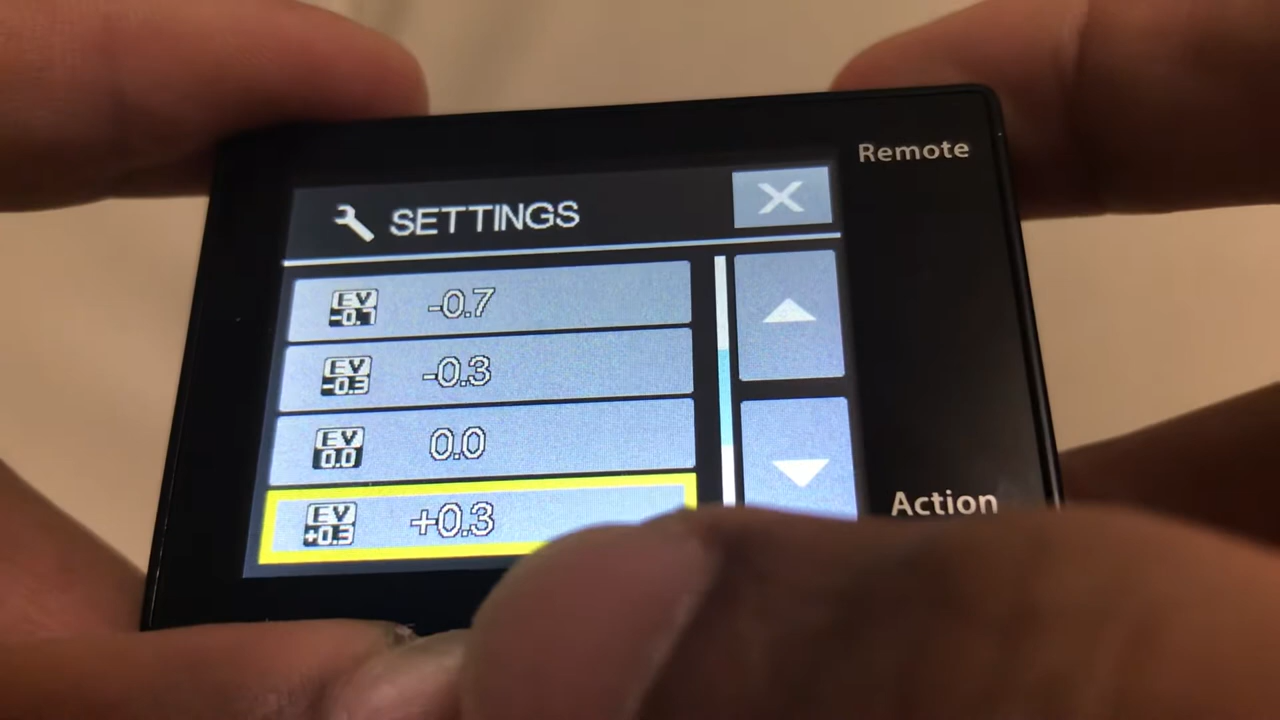 Remote
SETTINGS
EV -0.7 -0.7
EV -0.3 -0.3
EV 0.0 0.0
EV +0.3 +0.3
Action